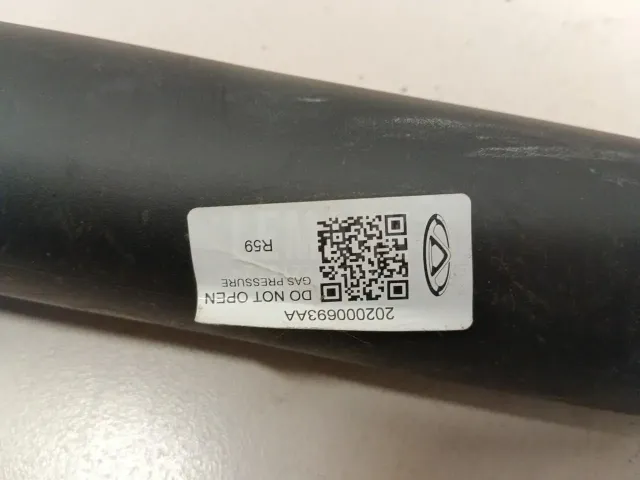 202000693AA
DO NOT OPEN
GAS PRESSURE
R59